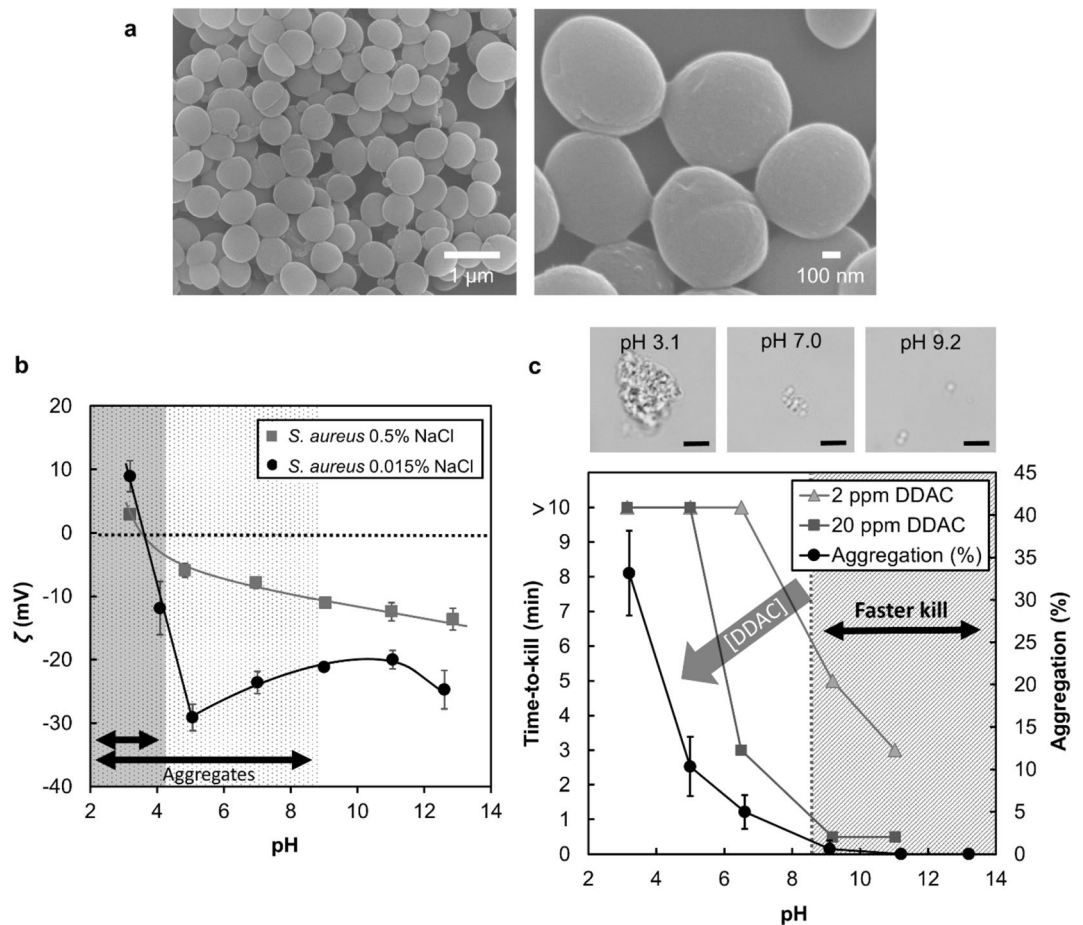 a
1 µm
100 nm
b
20
10
0
-10
-20
-30
-40
ζ (mV)
S. aureus 0.5% NaCl
S. aureus 0.015% NaCl
Aggregates
2 4 6 8 10 12 14
pH
c
pH 3.1 pH 7.0 pH 9.2
>10
9
8
7
6
5
4
3
2
1
0
Time-to-kill (min)
2 ppm DDAC
20 ppm DDAC
Aggregation (%)
[DDAC]
Faster kill
45
40
35
30
25
20
15
10
5
0
Aggregation (%)
2 4 6 8 10 12 14
pH